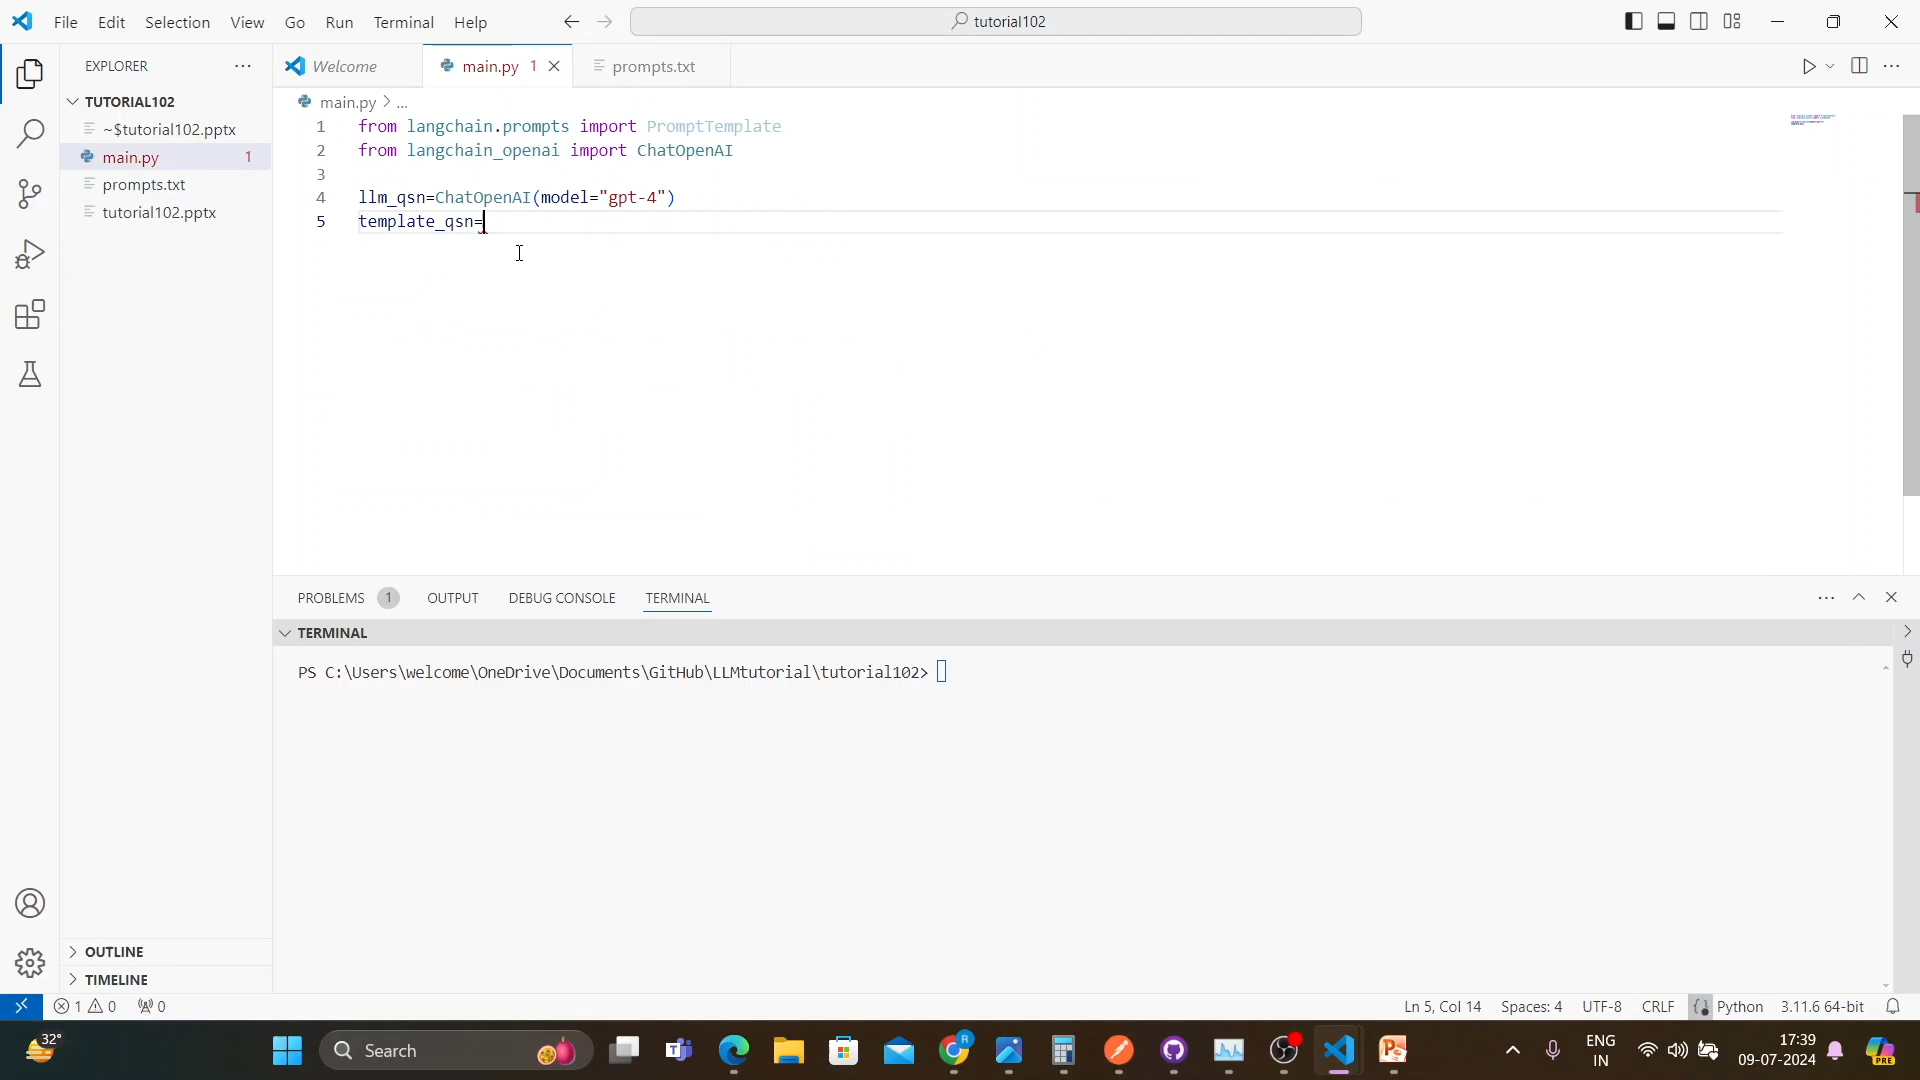 File Edit Selection View Go Run Terminal Help tutorial102
EXPLORER
Welcome main.py 1 prompts.txt
TUTORIAL102
~$tutorial102.pptx
main.py 1
prompts.txt
tutorial102.pptx
main.py > ...
1 from langchain.prompts import PromptTemplate
2 from langchain_openai import ChatOpenAI
3
4 llm_qsn=ChatOpenAI(model="gpt-4")
5 template_qsn=
PROBLEMS 1 OUTPUT DEBUG CONSOLE TERMINAL
TERMINAL
PS C:\Users\welcome\OneDrive\Documents\GitHub\LLMtutorial\tutorial102>
OUTLINE
TIMELINE
1 0 0 Ln 5, Col 14 Spaces: 4 UTF-8 CRLF Python 3.11.6 64-bit
32° Search ENG 17:39
IN 09-07-2024
PRE